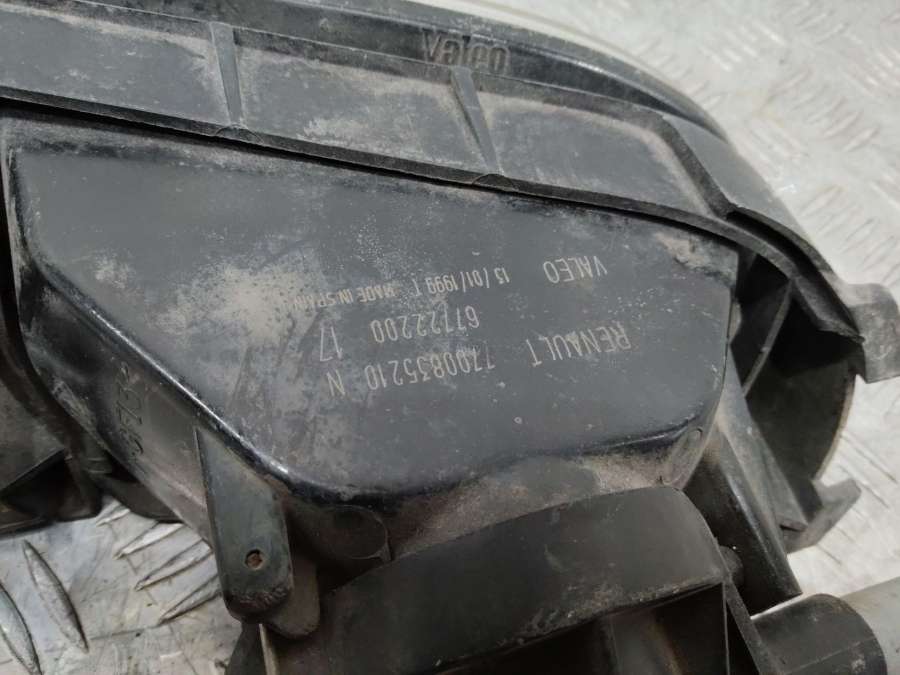 Valeo
RENAULT 7700835210 N
67722200 17
VALEO 13/01/1999 T MADE IN SPAIN